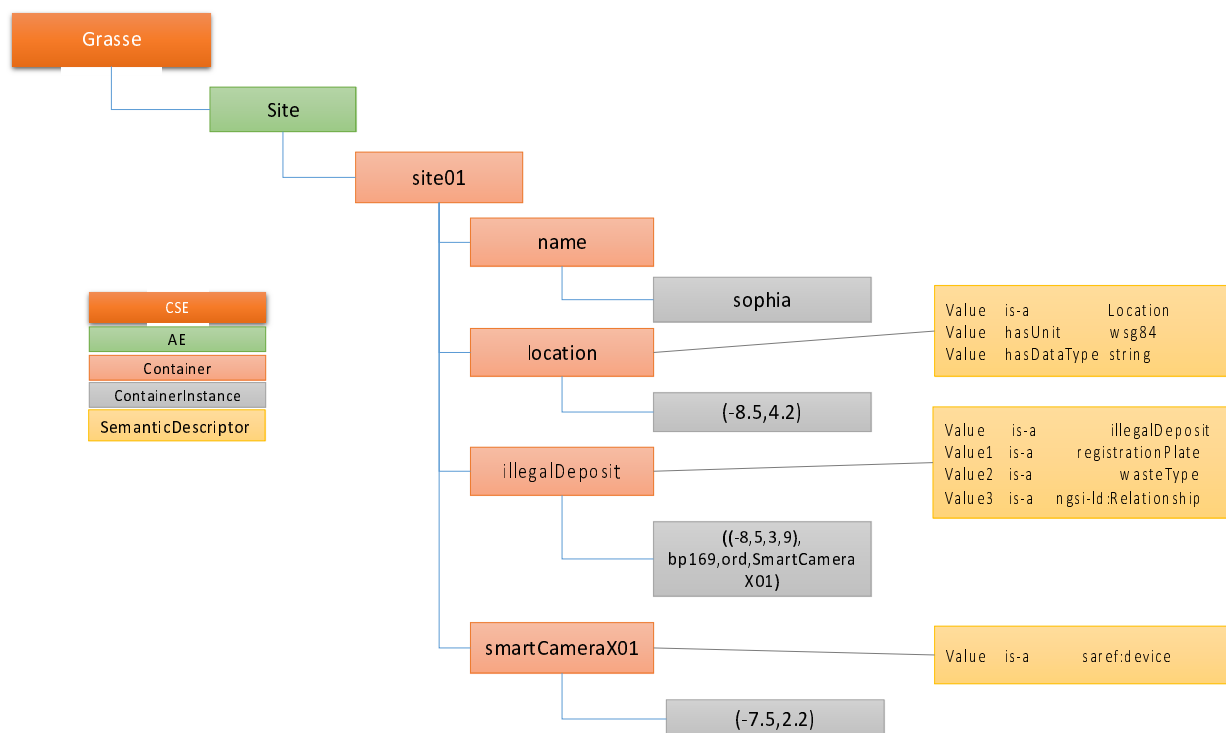 Grasse
Site
site01
name
sophia
location
(-8.5,4.2)
illegalDeposit
((-8,5,3,9),
bp169,ord,SmartCamera
X01)
smartCameraX01
(-7.5,2.2)
CSE
AE
Container
ContainerInstance
SemanticDescriptor
Value is-a Location
Value hasUnit wsg84
Value hasDataType string
Value is-a illegalDeposit
Value1 is-a registrationPlate
Value2 is-a wasteType
Value3 is-a ngsi-ld:Relationship
Value is-a saref:device